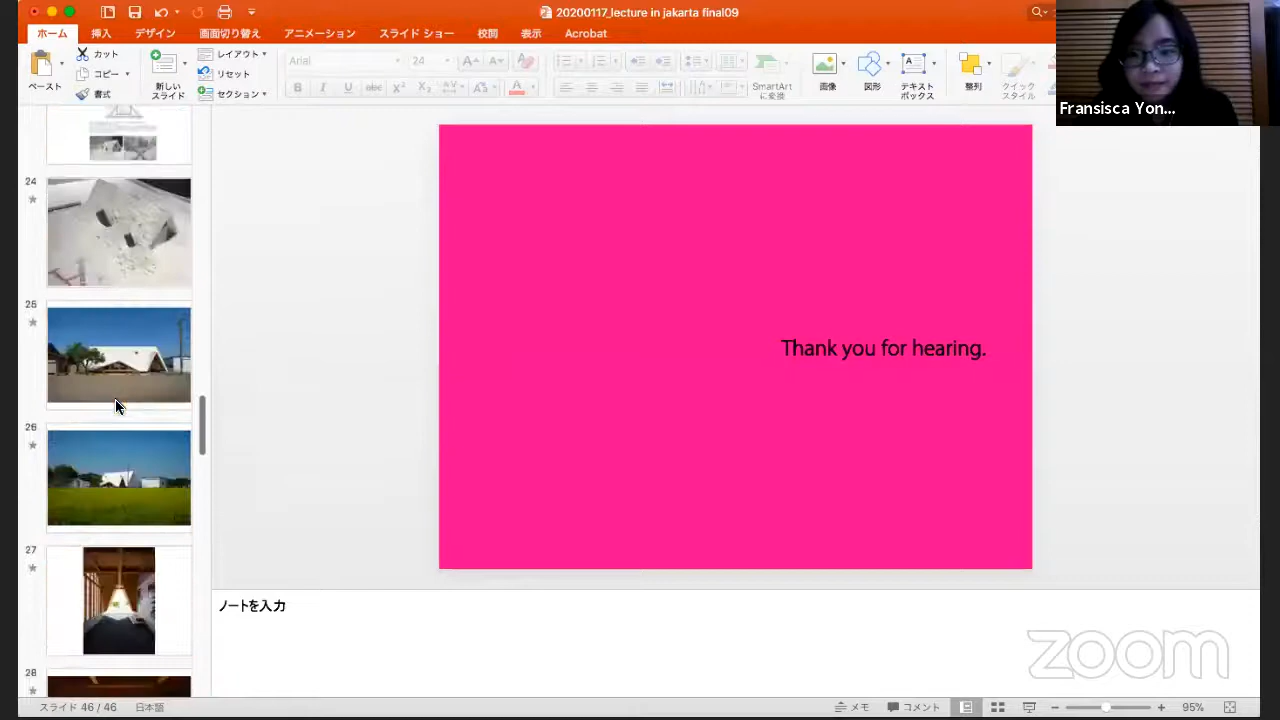 20200117_lecture in jakarta final09
ホーム 挿入 デザイン 画面切り替え アニメーション スライド ショー 校閲 表示 Acrobat
カット
コピー
書式
ペースト
新しい
スライド
レイアウト
リセット
セクション
Arial
24
SmartArt
に変換
画像
図形
テキスト
ボックス
整列
クイック
スタイル
Fransisca Yon...
24
25
26
27
28
Thank you for hearing.
ノートを入力
zoom
スライド 46 / 46
日本語
メモ
コメント
95%